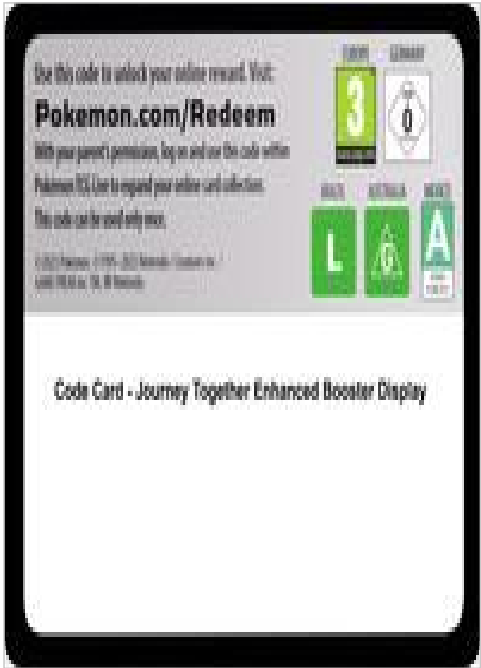 Use this code to unlock your online reward. Visit:
Pokemon.com/Redeem
With your parent's permission, log on and use this code within
Pokémon TCG Live to expand your online card collection.
This code can be used only once.
EUROPE GERMANY
3
0
BRAZIL AUSTRALIA MEXICO
L
G
A
Code Card - Journey Together Enhanced Booster Display